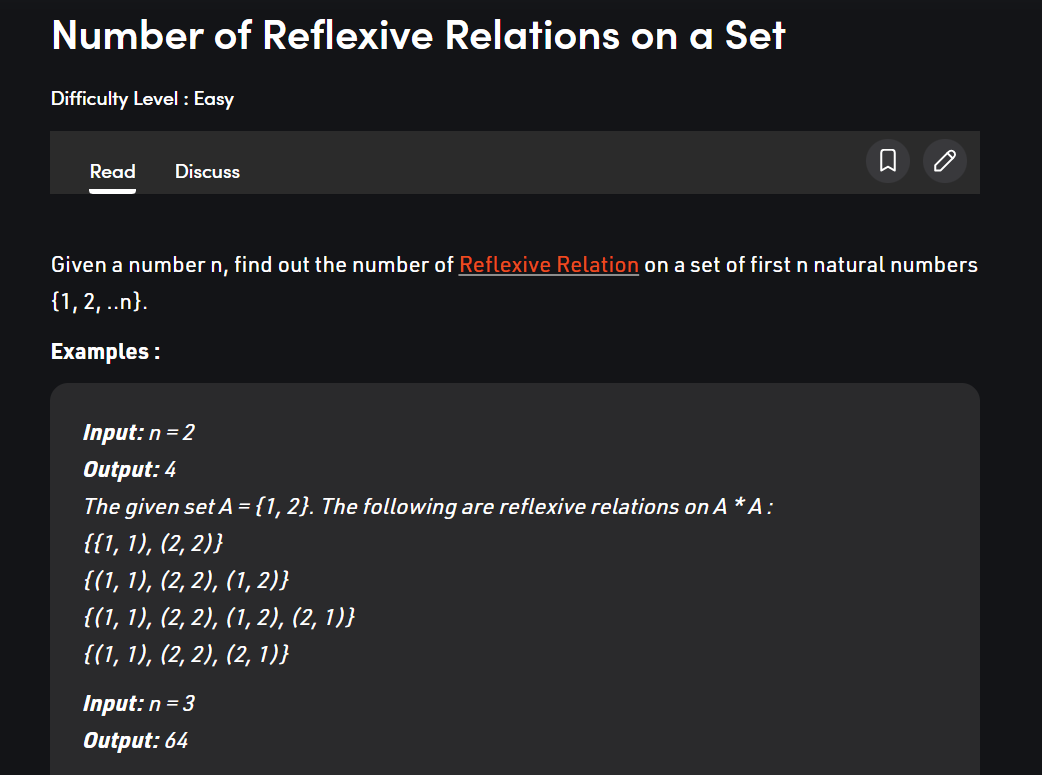 Number of Reflexive Relations on a Set
Difficulty Level : Easy
Read Discuss
Given a number n, find out the number of Reflexive Relation on a set of first n natural numbers
{1, 2, ..n}.
Examples :
Input: n = 2
Output: 4
The given set A = {1, 2}. The following are reflexive relations on A * A :
{{1, 1), (2, 2)}
{(1, 1), (2, 2), (1, 2)}
{(1, 1), (2, 2), (1, 2), (2, 1)}
{(1, 1), (2, 2), (2, 1)}
Input: n = 3
Output: 64